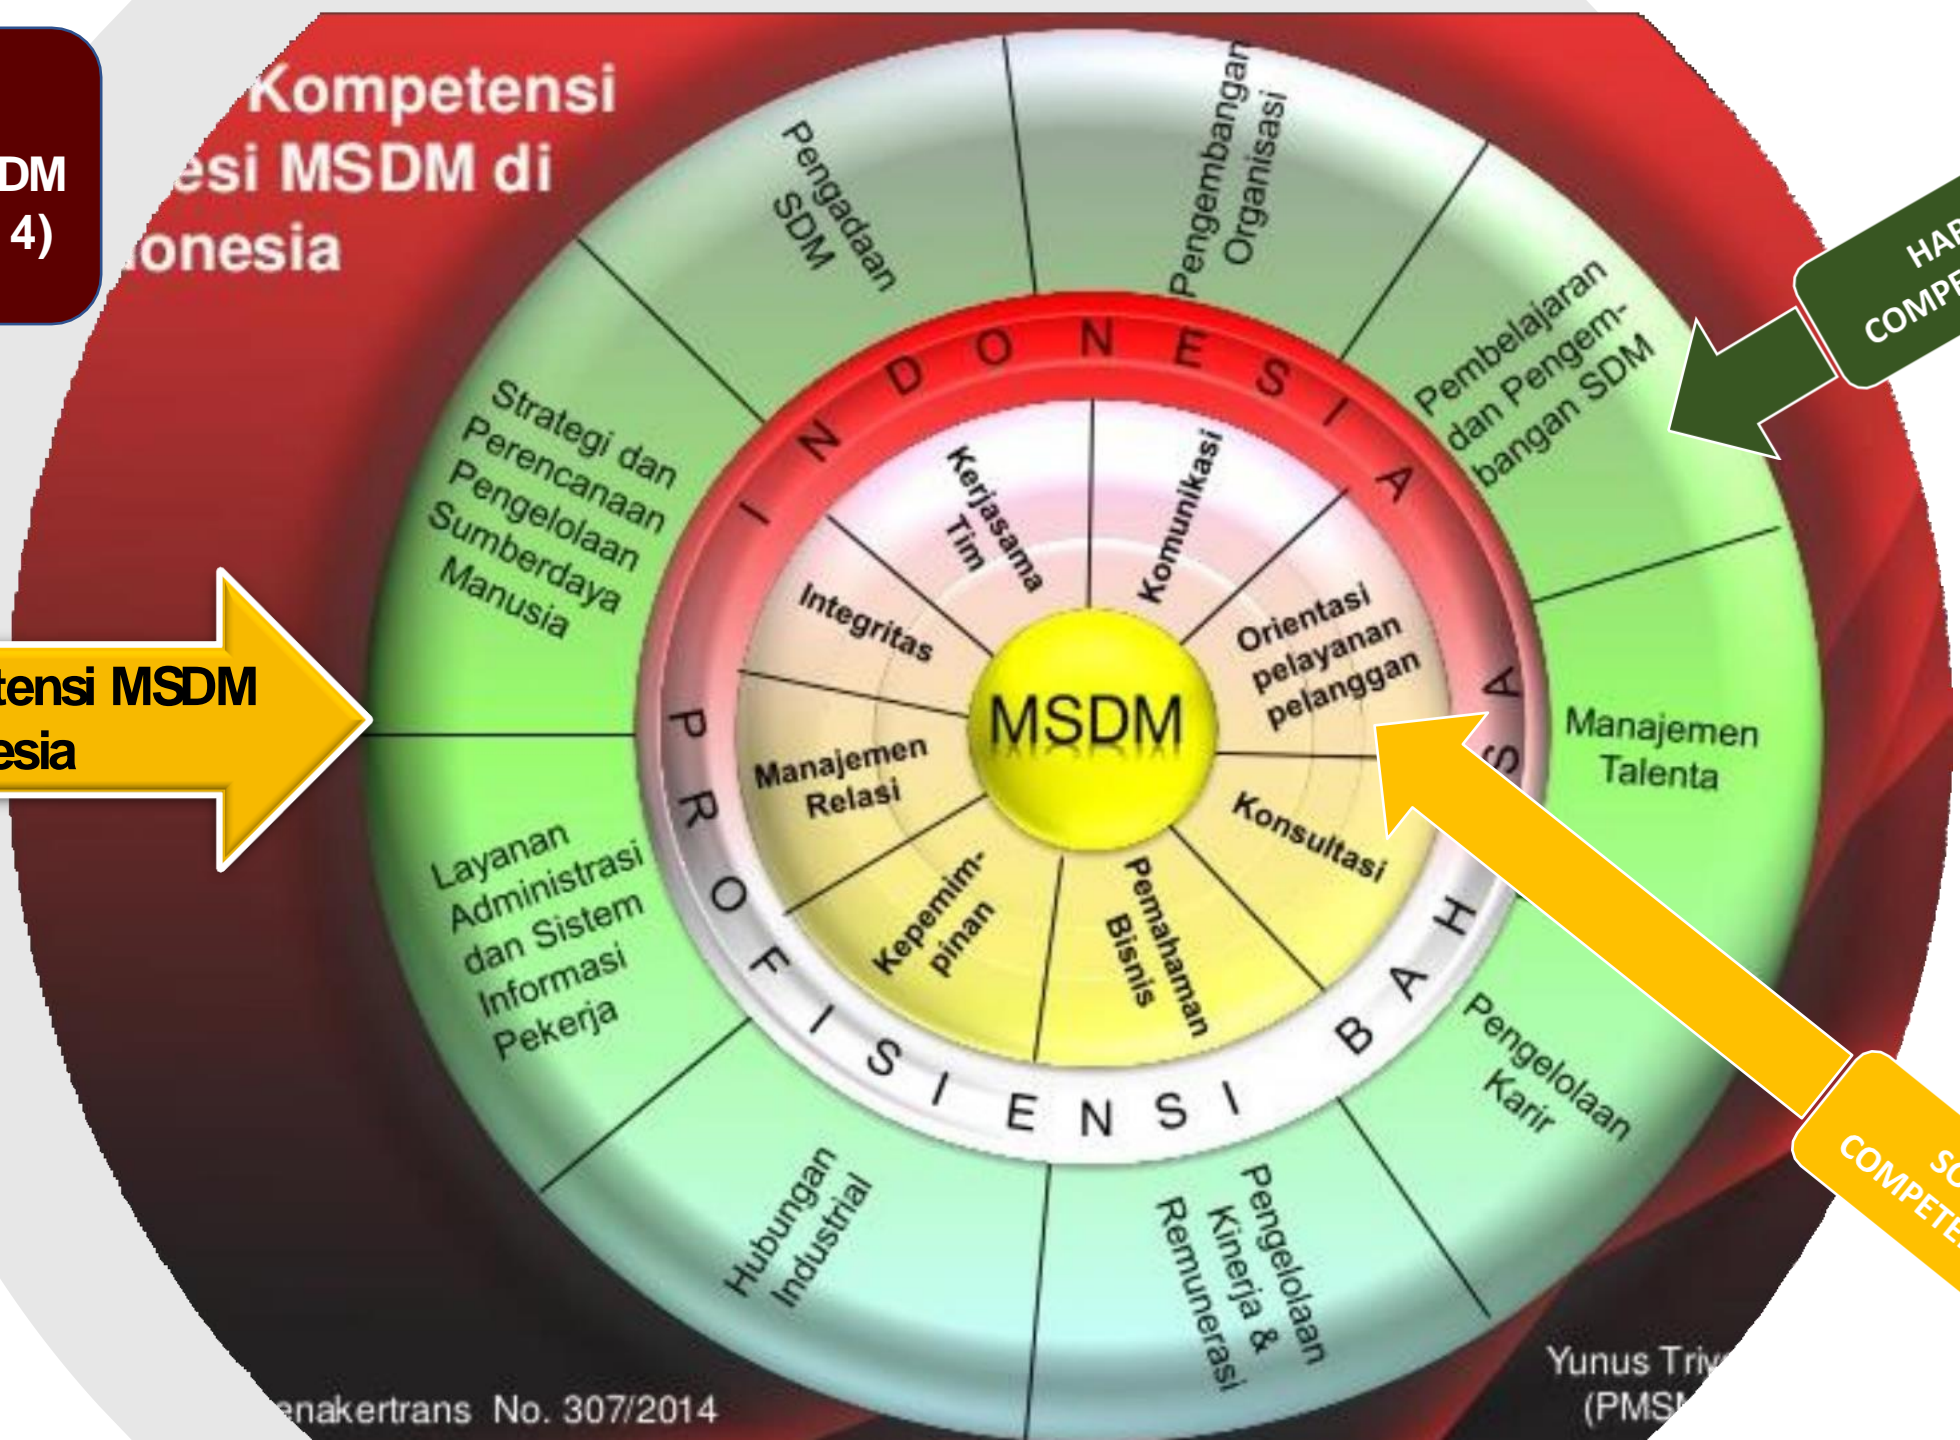 DM
4)
Kompetensi
esi MSDM di
onesia
tensi MSDM
esia
Pengadaan
SDM
Pengembangan
Organisasi
Pembelajaran
dan Pengem-
bangan SDM
Manajemen
Talenta
Pengelolaan
Karir
Pengelolaan
Kinerja &
Remunerasi
Hubungan
Industrial
Layanan
Administrasi
dan Sistem
Informasi
Pekerja
Strategi dan
Perencanaan
Pengelolaan
Sumberdaya
Manusia
INDONESIA
PROFISIENSI BAHASA
Kerjasama
Tim
Komunikasi
Orientasi
pelayanan
pelanggan
Konsultasi
Pemahaman
Bisnis
Kepemim-
pinan
Manajemen
Relasi
Integritas
MSDM
HAR
COMPE
SO
COMPETE
enakertrans No. 307/2014
Yunus Triy
(PMS